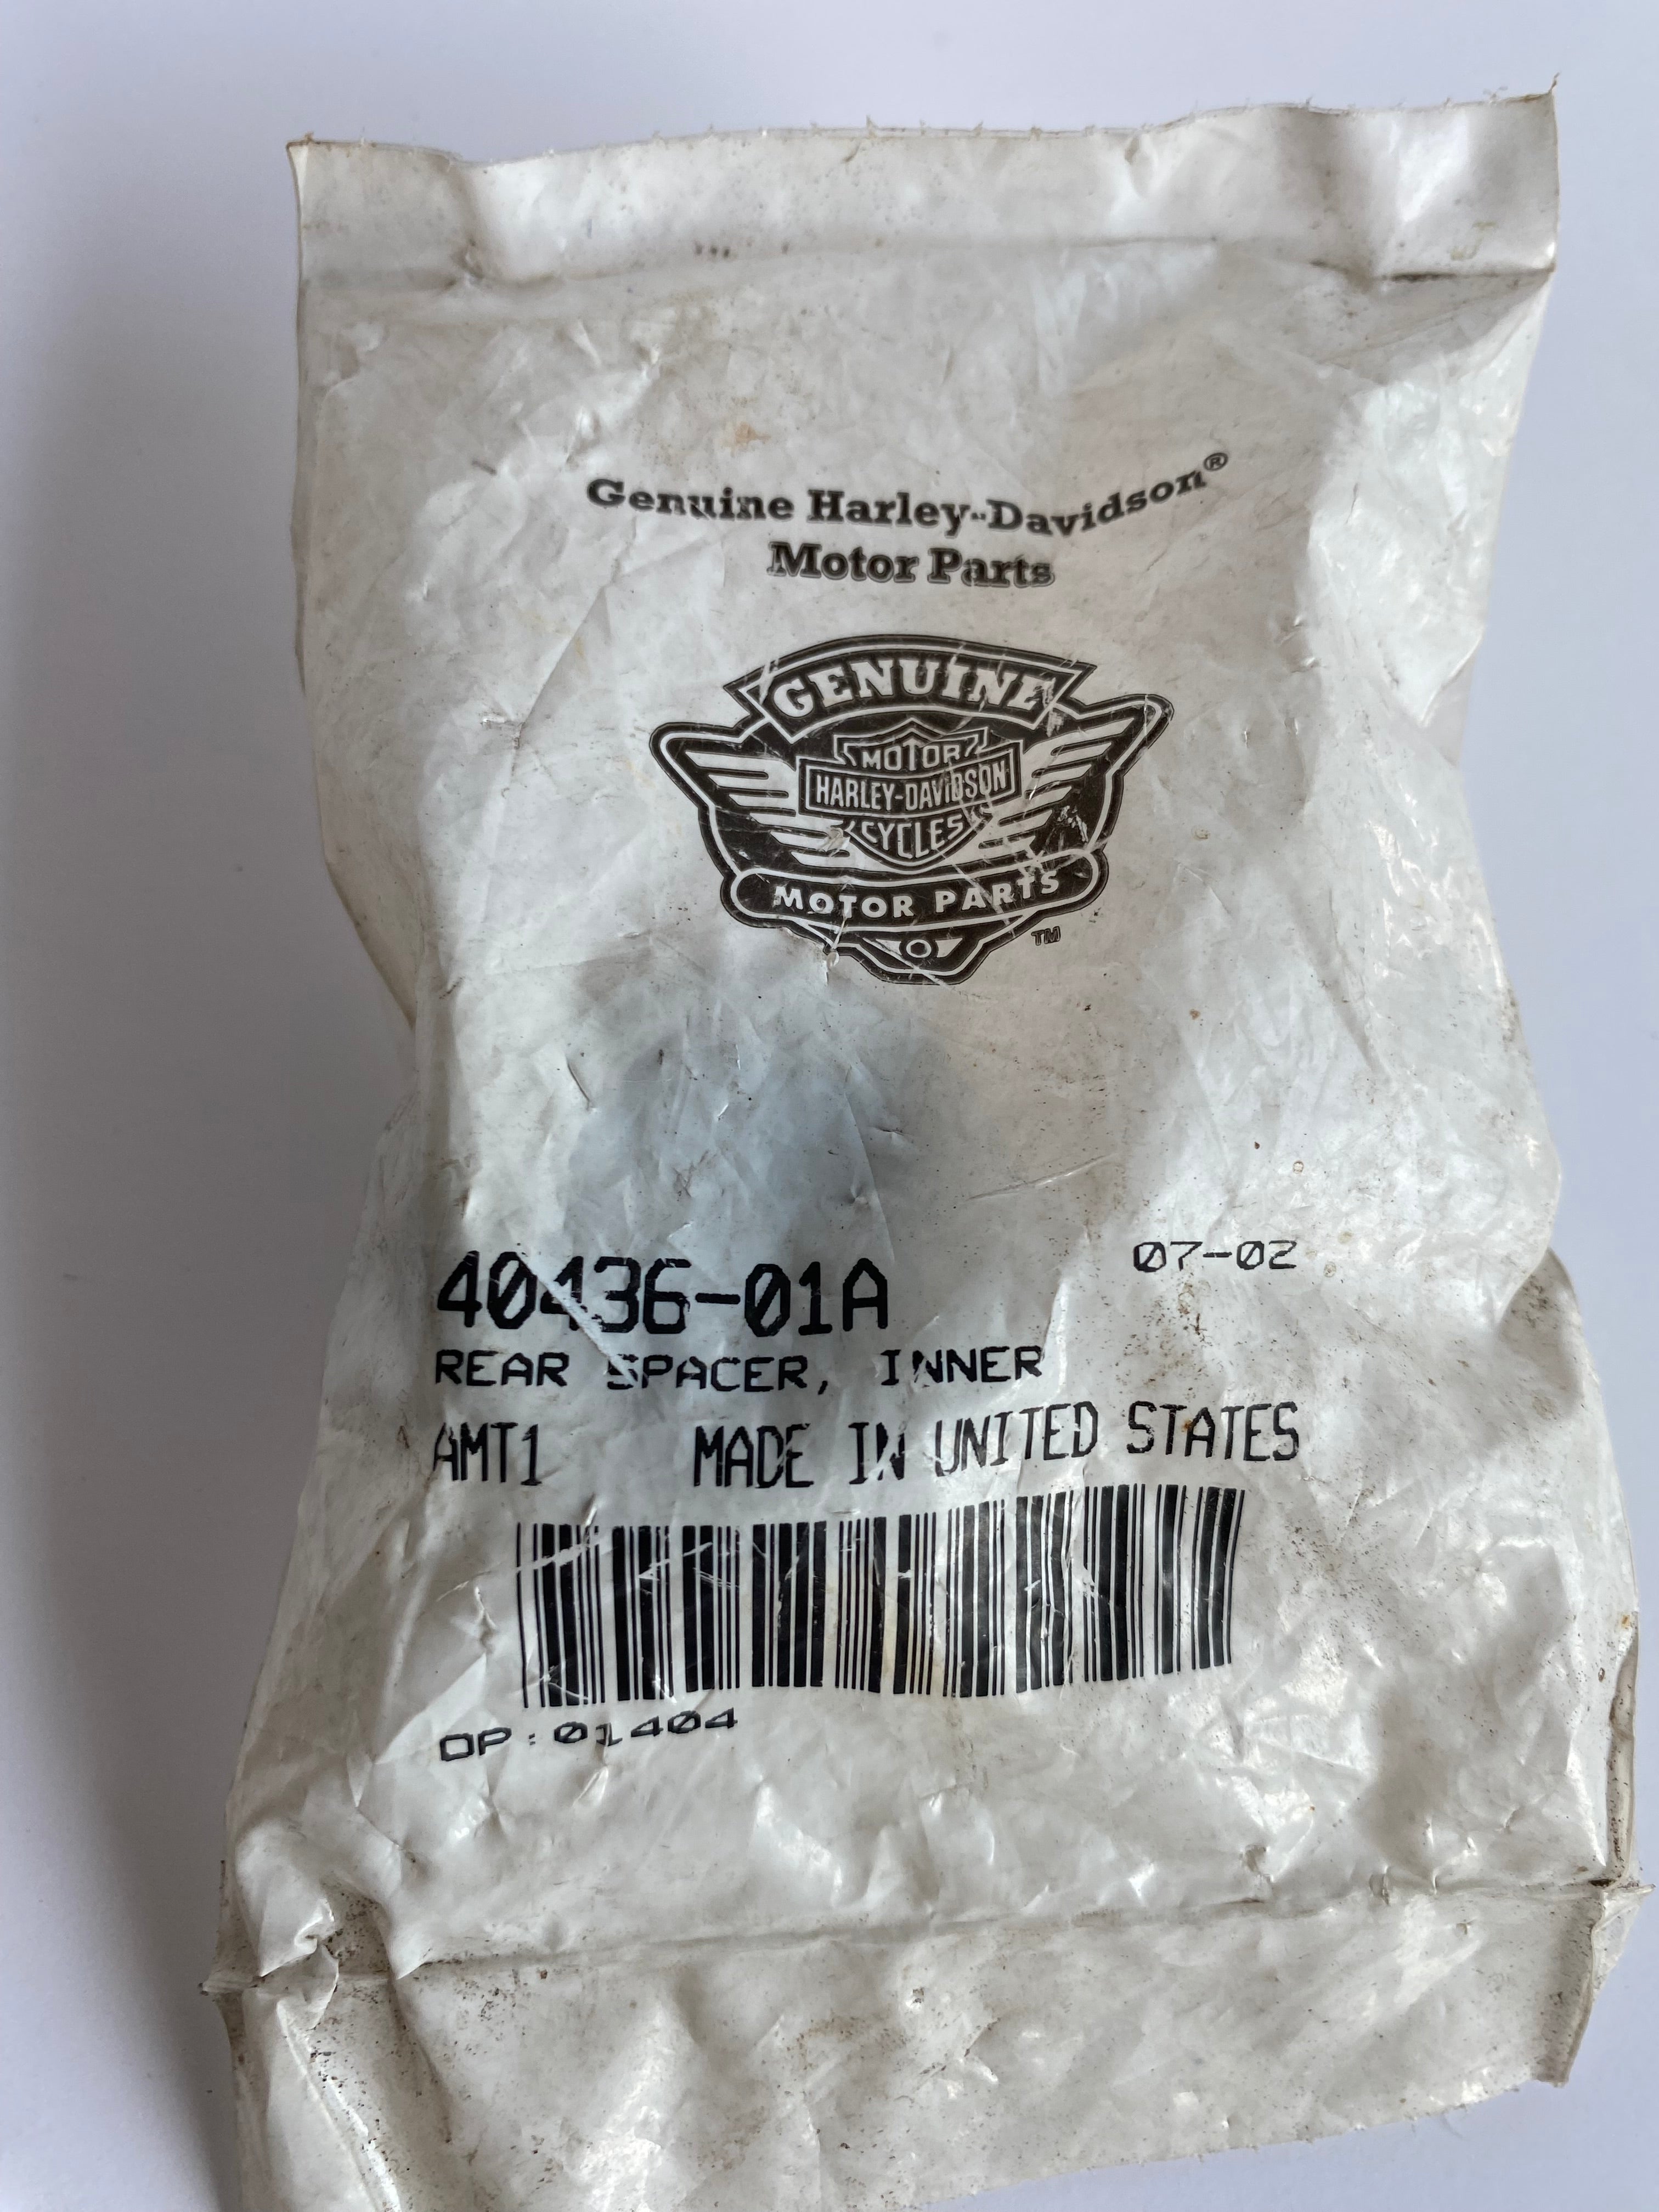 Genuine Harley-Davidson®
Motor Parts
GENUINE
MOTOR
HARLEY-DAVIDSON
CYCLES
MOTOR PARTS
TM
40436-01A 07-02
REAR SPACER, INNER
AMT1 MADE IN UNITED STATES
OP:01404